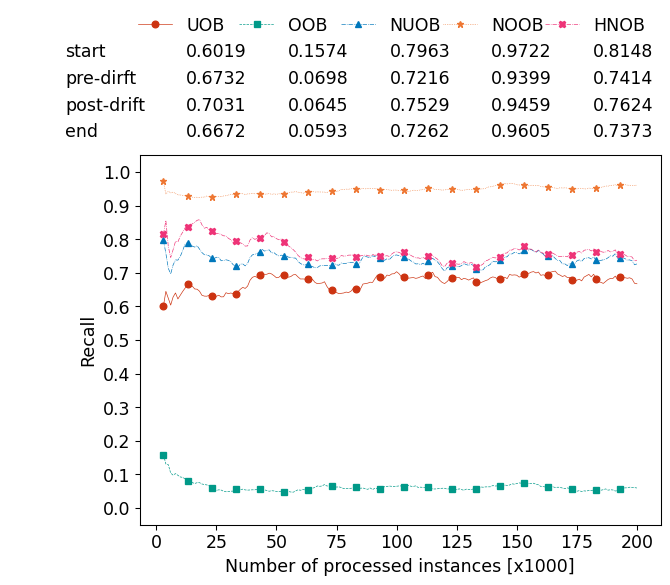 UOB OOB NUOB NOOB HNOB
start 0.6019 0.1574 0.7963 0.9722 0.8148
pre-dirft 0.6732 0.0698 0.7216 0.9399 0.7414
post-drift 0.7031 0.0645 0.7529 0.9459 0.7624
end 0.6672 0.0593 0.7262 0.9605 0.7373
1.0
0.9
0.8
0.7
0.6
0.5
0.4
0.3
0.2
0.1
0.0
Recall
0 25 50 75 100 125 150 175 200
Number of processed instances [x1000]